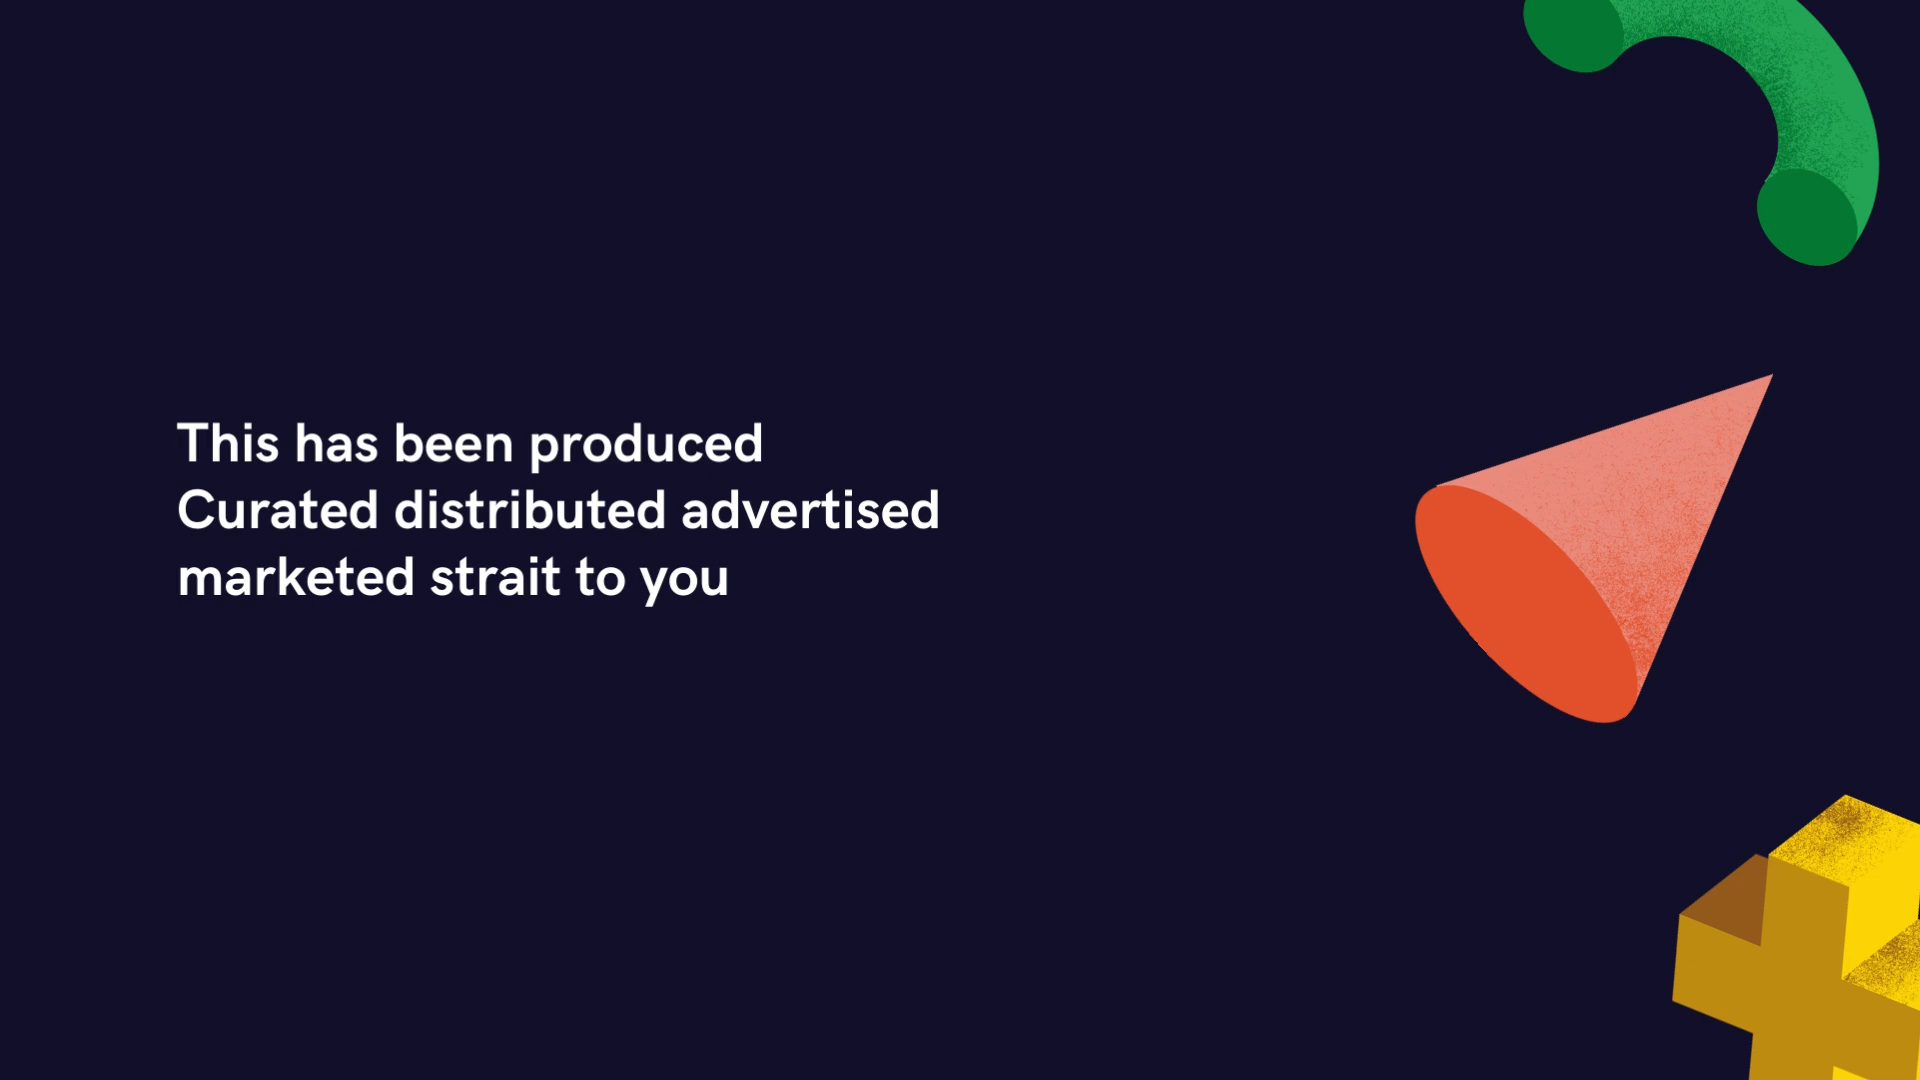 This has been produced
Curated distributed advertised
marketed strait to you